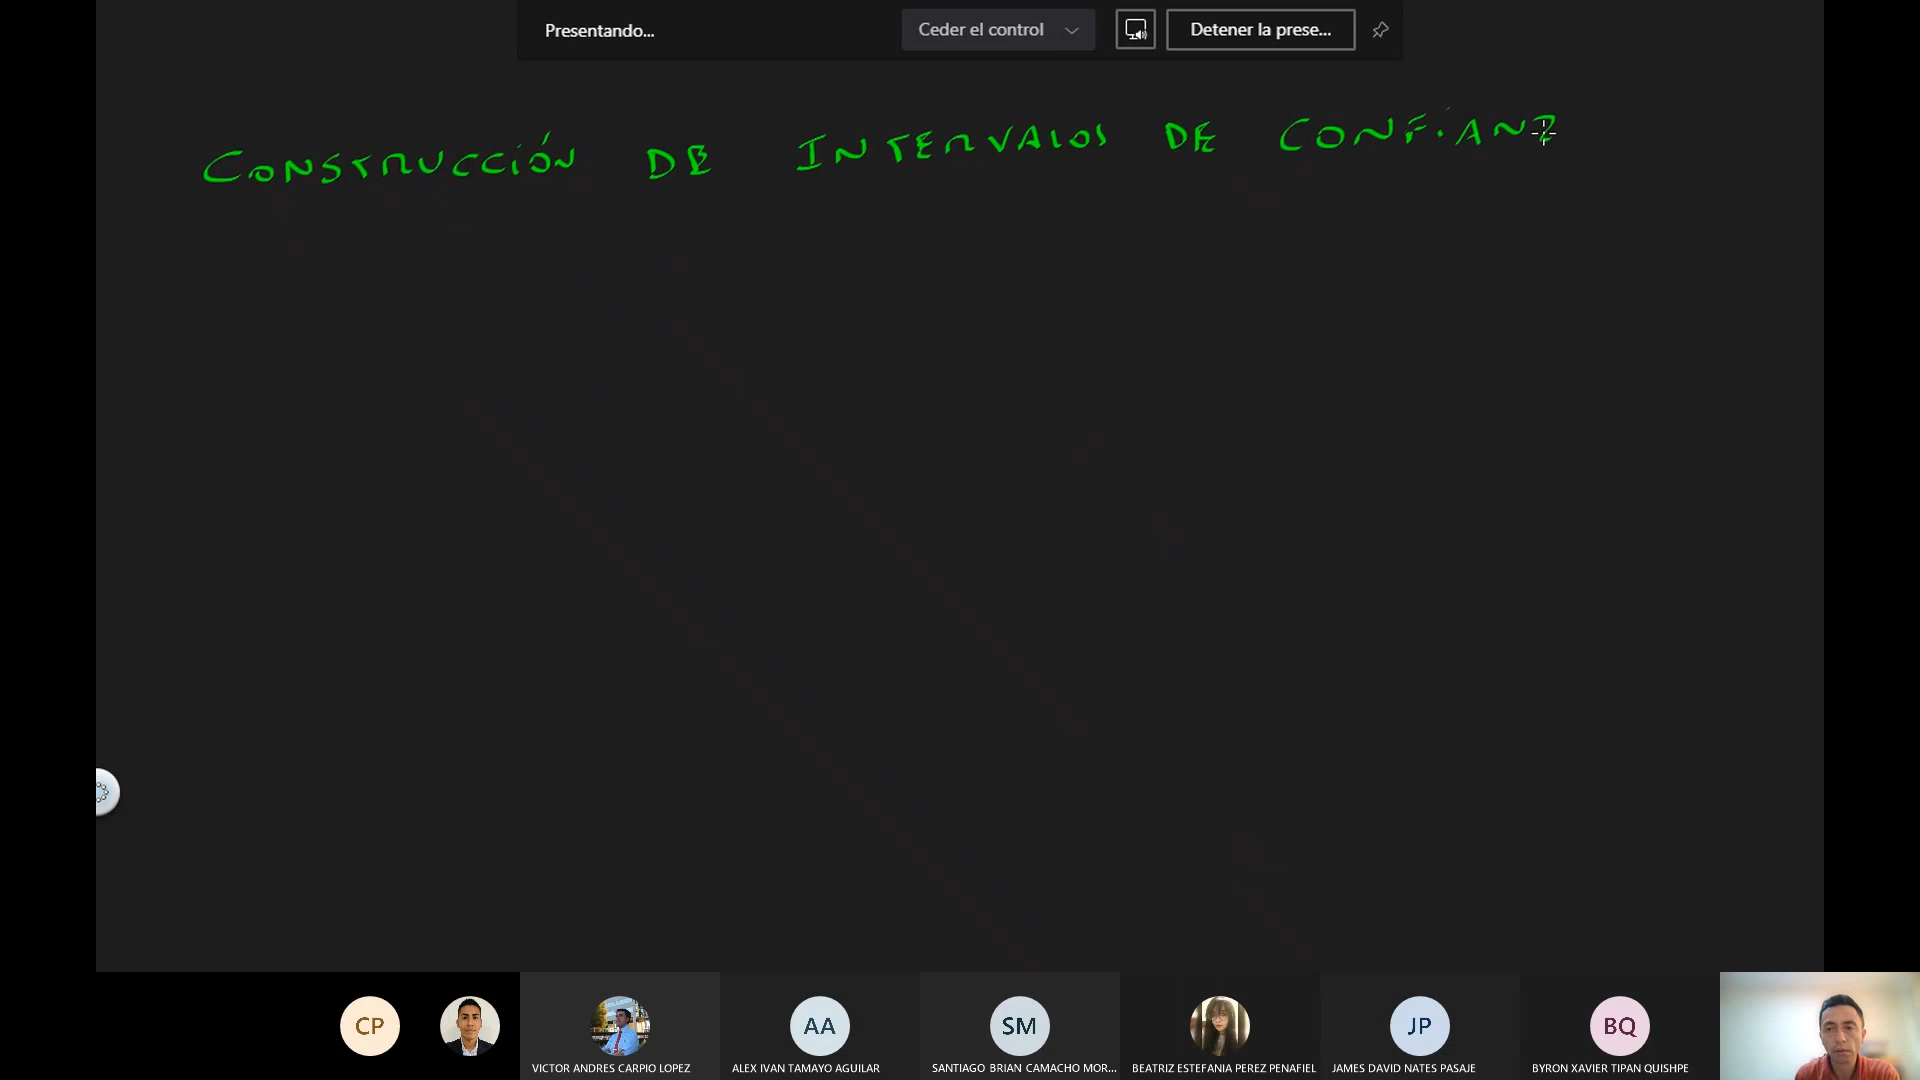 Presentando...
Ceder el control
Detener la prese...
CONSTRUCCIÓN DE INTERVALOS DE CONFIANZ
CP
AA
SM
JP
BQ
VICTOR ANDRES CARPIO LOPEZ
ALEX IVAN TAMAYO AGUILAR
SANTIAGO BRIAN CAMACHO MOR...
BEATRIZ ESTEFANIA PEREZ PENAFIEL
JAMES DAVID NATES PASAJE
BYRON XAVIER TIPAN QUISHPE